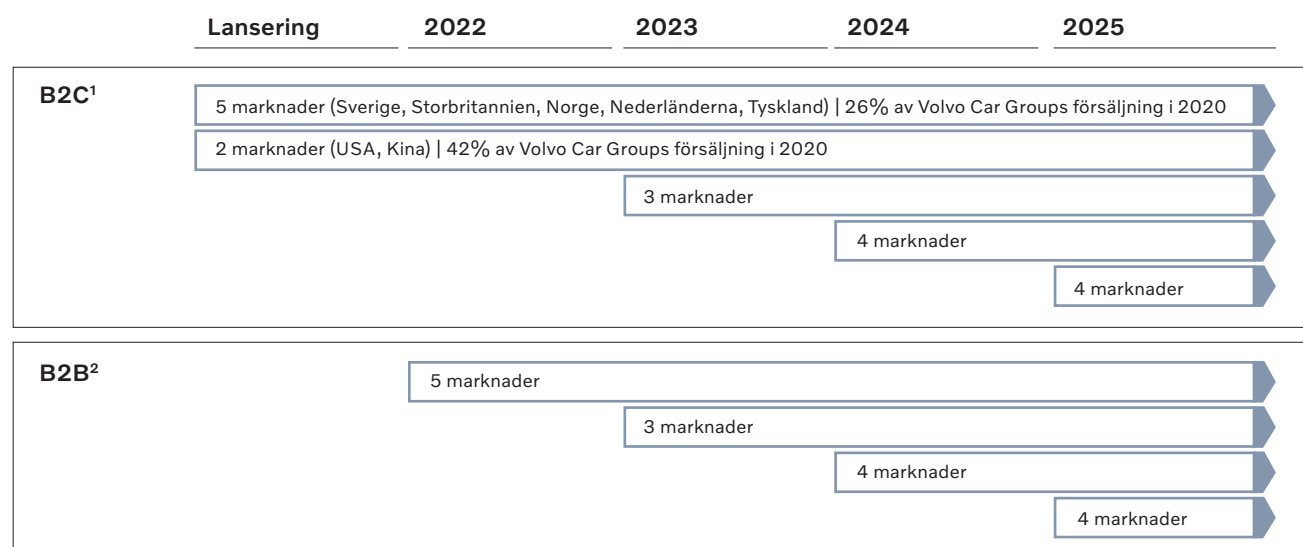 Lansering 2022 2023 2024 2025
B2C¹
5 marknader (Sverige, Storbritannien, Norge, Nederländerna, Tyskland) | 26% av Volvo Car Groups försäljning i 2020
2 marknader (USA, Kina) | 42% av Volvo Car Groups försäljning i 2020
3 marknader
4 marknader
4 marknader
B2B²
5 marknader
3 marknader
4 marknader
4 marknader